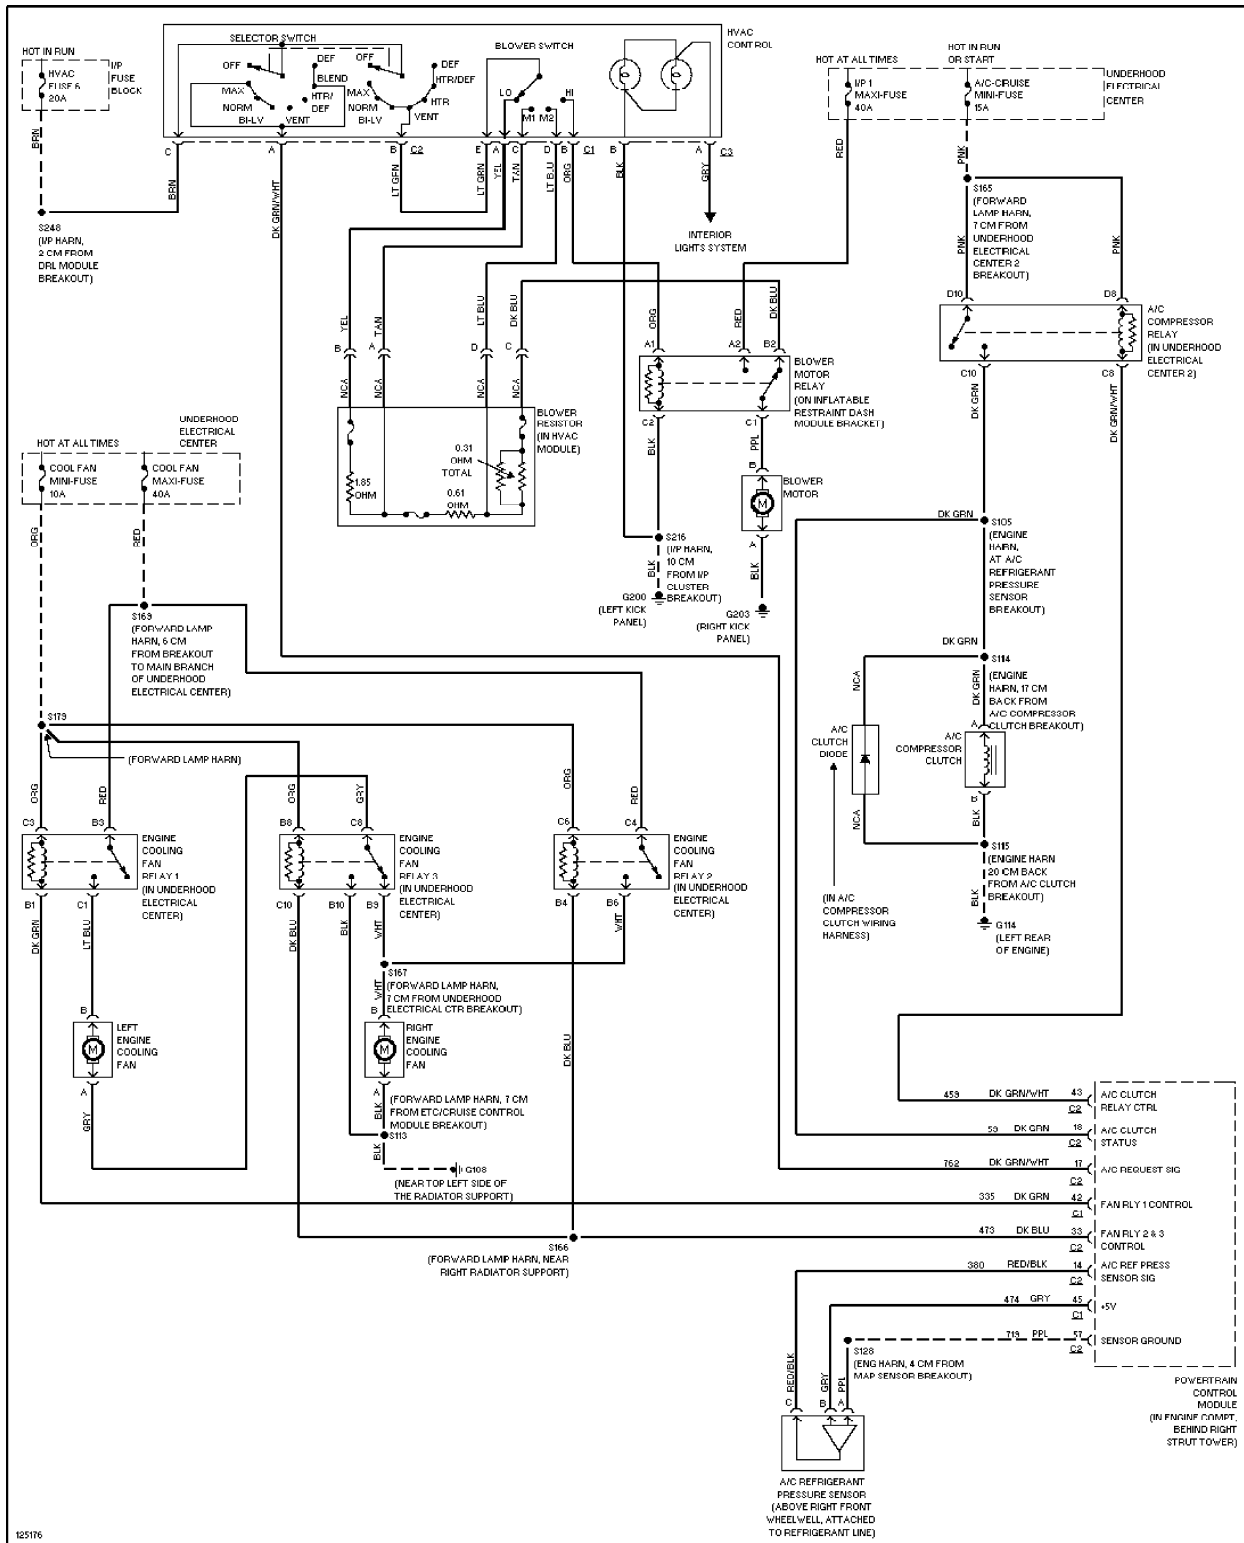 HOT IN RUN
HVAC
FUSE 6
20A
I/P
FUSE
BLOCK
SELECTOR SWITCH
OFF
MAX
NORM
BI-LV
VENT
HTR/
DEF
BLEND
DEF
OFF
MAX
NORM
BI-LV
VENT
HTR
HTR/DEF
DEF
BLOWER SWITCH
LO
M1
M2
HI
HVAC
CONTROL
HOT AT ALL TIMES
I/P 1
MAXI-FUSE
40A
HOT IN RUN
OR START
A/C-CRUISE
MINI-FUSE
15A
UNDERHOOD
ELECTRICAL
CENTER
BRN
C
A
B
C2
E
A
C
D
B
C1
B
A
C3
BRN
DK GRN/WHT
LT GRN
LT GRN
YEL
TAN
LT BLU
ORG
BLK
GRY
RED
PNK
S248
(I/P HARN,
2 CM FROM
DRL MODULE
BREAKOUT)
INTERIOR
LIGHTS SYSTEM
S165
(FORWARD
LAMP HARN,
7 CM FROM
UNDERHOOD
ELECTRICAL
CENTER 2
BREAKOUT)
PNK
PNK
D10
D8
A/C
COMPRESSOR
RELAY
(IN UNDERHOOD
ELECTRICAL
CENTER 2)
C10
C8
DK GRN
DK GRN/WHT
YEL
TAN
LT BLU
DK BLU
ORG
RED
DK BLU
B
A
D
C
A1
A2
B2
NCA
NCA
NCA
NCA
BLOWER
MOTOR
RELAY
(ON INFLATABLE
RESTRAINT DASH
MODULE BRACKET)
C2
C1
BLK
PPL
BLOWER
RESISTOR
(IN HVAC
MODULE)
0.31
OHM
TOTAL
1.85
OHM
0.61
OHM
B
BLOWER
MOTOR
M
A
BLK
S216
(I/P HARN,
10 CM
FROM I/P
CLUSTER
BREAKOUT)
BLK
G200
(LEFT KICK
PANEL)
G203
(RIGHT KICK
PANEL)
UNDERHOOD
ELECTRICAL
CENTER
HOT AT ALL TIMES
COOL FAN
MINI-FUSE
10A
COOL FAN
MAXI-FUSE
40A
ORG
RED
DK GRN
S105
(ENGINE
HARN,
AT A/C
REFRIGERANT
PRESSURE
SENSOR
BREAKOUT)
S169
(FORWARD LAMP
HARN, 6 CM
FROM BREAKOUT
TO MAIN BRANCH
OF UNDERHOOD
ELECTRICAL CENTER)
DK GRN
S114
(ENGINE
HARN, 17 CM
BACK FROM
A/C COMPRESSOR
CLUTCH BREAKOUT)
NCA
DK GRN
A
A/C
CLUTCH
DIODE
A/C
COMPRESSOR
CLUTCH
B
NCA
BLK
S115
(ENGINE HARN
20 CM BACK
FROM A/C CLUTCH
BREAKOUT)
BLK
G114
(LEFT REAR
OF ENGINE)
(IN A/C
COMPRESSOR
CLUTCH WIRING
HARNESS)
S179
(FORWARD LAMP HARN)
ORG
RED
ORG
GRY
ORG
RED
C3
B3
B8
C8
C6
C4
ENGINE
COOLING
FAN
RELAY 1
(IN UNDERHOOD
ELECTRICAL
CENTER)
ENGINE
COOLING
FAN
RELAY 3
(IN UNDERHOOD
ELECTRICAL
CENTER)
ENGINE
COOLING
FAN
RELAY 2
(IN UNDERHOOD
ELECTRICAL
CENTER)
B1
C1
C10
B10
B9
B4
B6
DK GRN
LT BLU
DK BLU
BLK
WHT
WHT
S167
(FORWARD LAMP HARN,
7 CM FROM UNDERHOOD
ELECTRICAL CTR BREAKOUT)
WHT
B
LEFT
ENGINE
COOLING
FAN
M
A
GRY
B
RIGHT
ENGINE
COOLING
FAN
M
A
BLK
DK BLU
(FORWARD LAMP HARN, 7 CM
FROM ETC/CRUISE CONTROL
MODULE BREAKOUT)
S113
BLK
G108
(NEAR TOP LEFT SIDE OF
THE RADIATOR SUPPORT)
S166
(FORWARD LAMP HARN, NEAR
RIGHT RADIATOR SUPPORT)
459 DK GRN/WHT 43 C2 A/C CLUTCH
RELAY CTRL
59 DK GRN 18 C2 A/C CLUTCH
STATUS
762 DK GRN/WHT 17 C2 A/C REQUEST SIG
335 DK GRN 42 C1 FAN RLY 1 CONTROL
473 DK BLU 33 C2 FAN RLY 2 & 3
CONTROL
380 RED/BLK 14 C2 A/C REF PRESS
SENSOR SIG
474 GRY 45 C1 +5V
719 PPL 57 C2 SENSOR GROUND
S128
(ENG HARN, 4 CM FROM
MAP SENSOR BREAKOUT)
RED/BLK
GRY
PPL
C
B
A
POWERTRAIN
CONTROL
MODULE
(IN ENGINE COMPT,
BEHIND RIGHT
STRUT TOWER)
A/C REFRIGERANT
PRESSURE SENSOR
(ABOVE RIGHT FRONT
WHEELWELL, ATTACHED
TO REFRIGERANT LINE)
125176